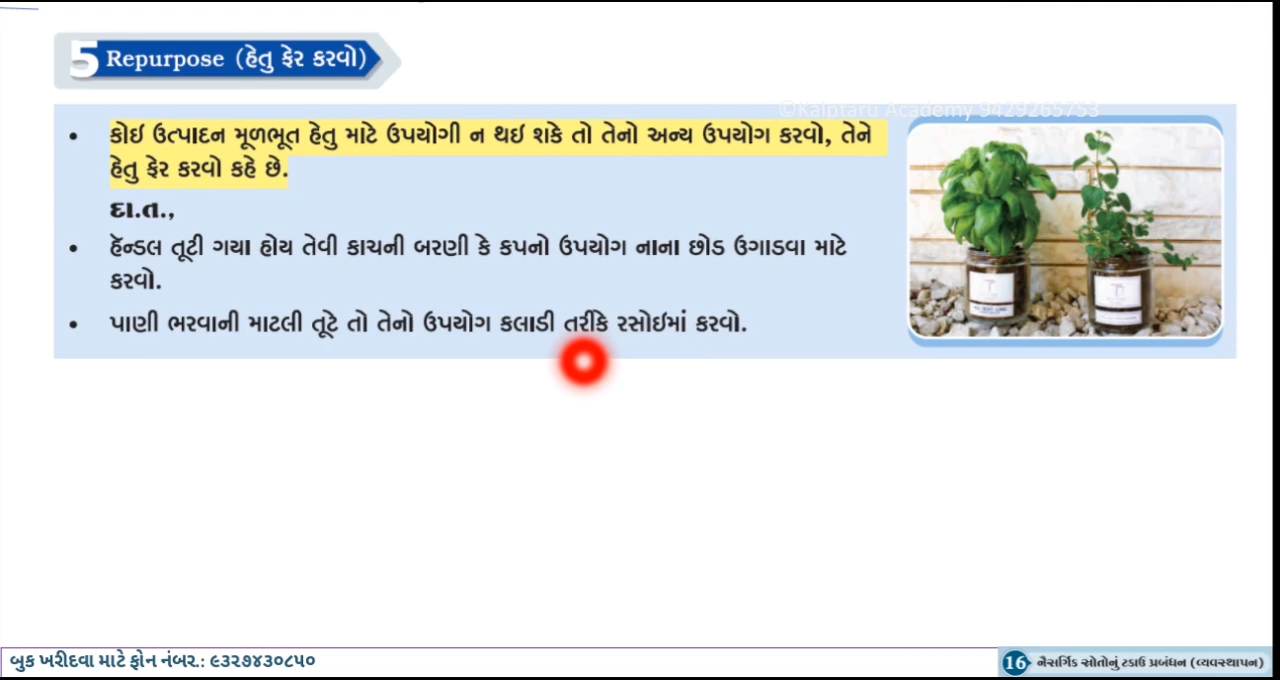 5 Repurpose (હેતુ ફેર કરવો)
©Kalptaru Academy 9429265753
• કોઇ ઉત્પાદન મૂળભૂત હેતુ માટે ઉપયોગી ન થઇ શકે તો તેનો અન્ય ઉપયોગ કરવો, તેને
હેતુ ફેર કરવો કહે છે.
દા.ત.,
• હૅન્ડલ તૂટી ગયા હોય તેવી કાચની બરણી કે કપનો ઉપયોગ નાના છોડ ઉગાડવા માટે
કરવો.
• પાણી ભરવાની માટલી તૂટે તો તેનો ઉપયોગ કલાડી તરીકે રસોઇમાં કરવો.
બુક ખરીદવા માટે ફોન નંબર.: ૯૩૨૭૪૩૦૮૫૦
16 નૈસર્ગિક સ્રોતોનું ટકાઉ પ્રબંધન (વ્યવસ્થાપન)